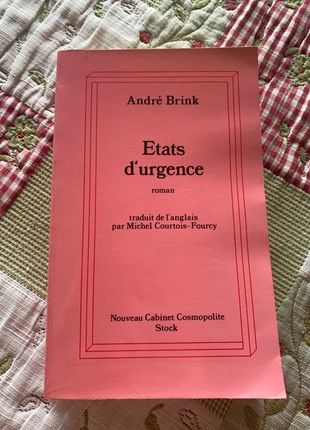 André Brink
Etats
d'urgence
roman
traduit de l'anglais
par Michel Courtois-Fourcy
Nouveau Cabinet Cosmopolite
Stock